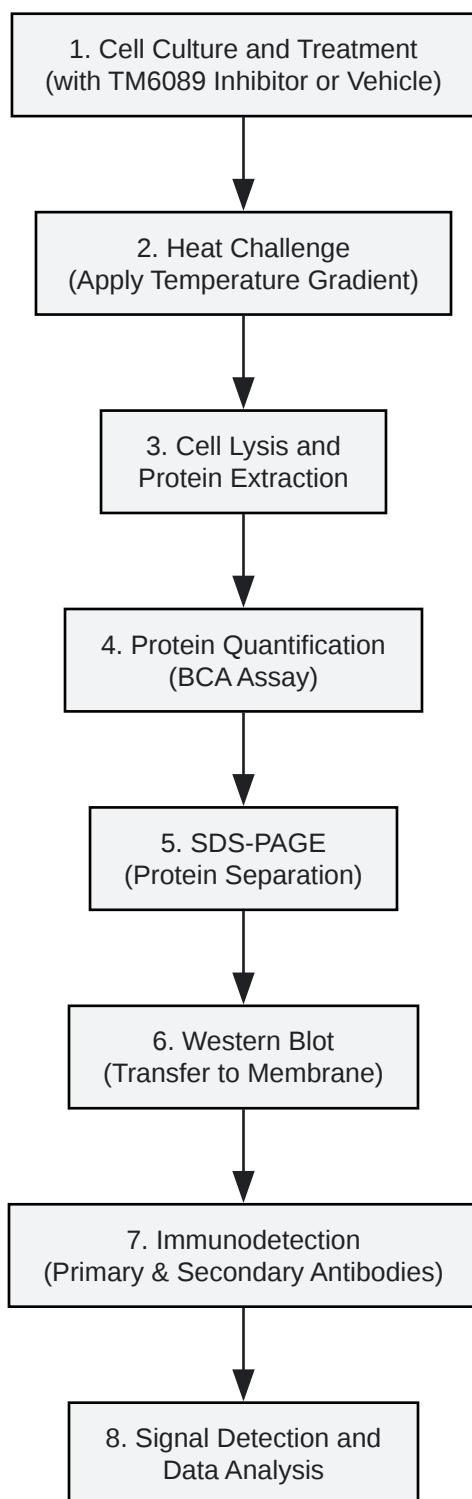 1. Cell Culture and Treatment
(with TM6089 Inhibitor or Vehicle)
2. Heat Challenge
(Apply Temperature Gradient)
3. Cell Lysis and
Protein Extraction
4. Protein Quantification
(BCA Assay)
5. SDS-PAGE
(Protein Separation)
6. Western Blot
(Transfer to Membrane)
7. Immunodetection
(Primary & Secondary Antibodies)
8. Signal Detection and
Data Analysis